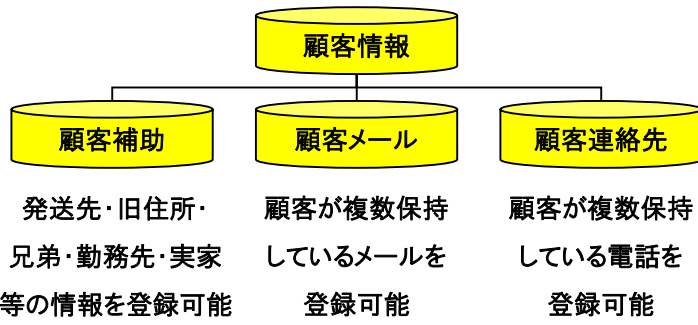 顧客情報
顧客補助
顧客メール
顧客連絡先
発送先・旧住所・
兄弟・勤務先・実家
等の情報を登録可能
顧客が複数保持
しているメールを
登録可能
顧客が複数保持
している電話を
登録可能